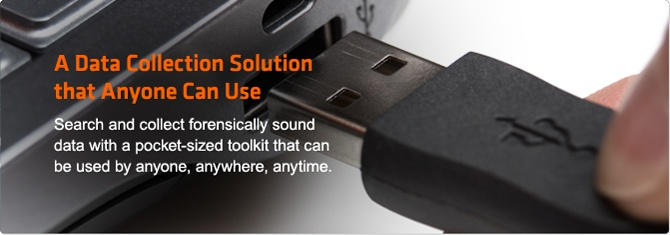 A Data Collection Solution
that Anyone Can Use
Search and collect forensically sound
data with a pocket-sized toolkit that can
be used by anyone, anywhere, anytime.